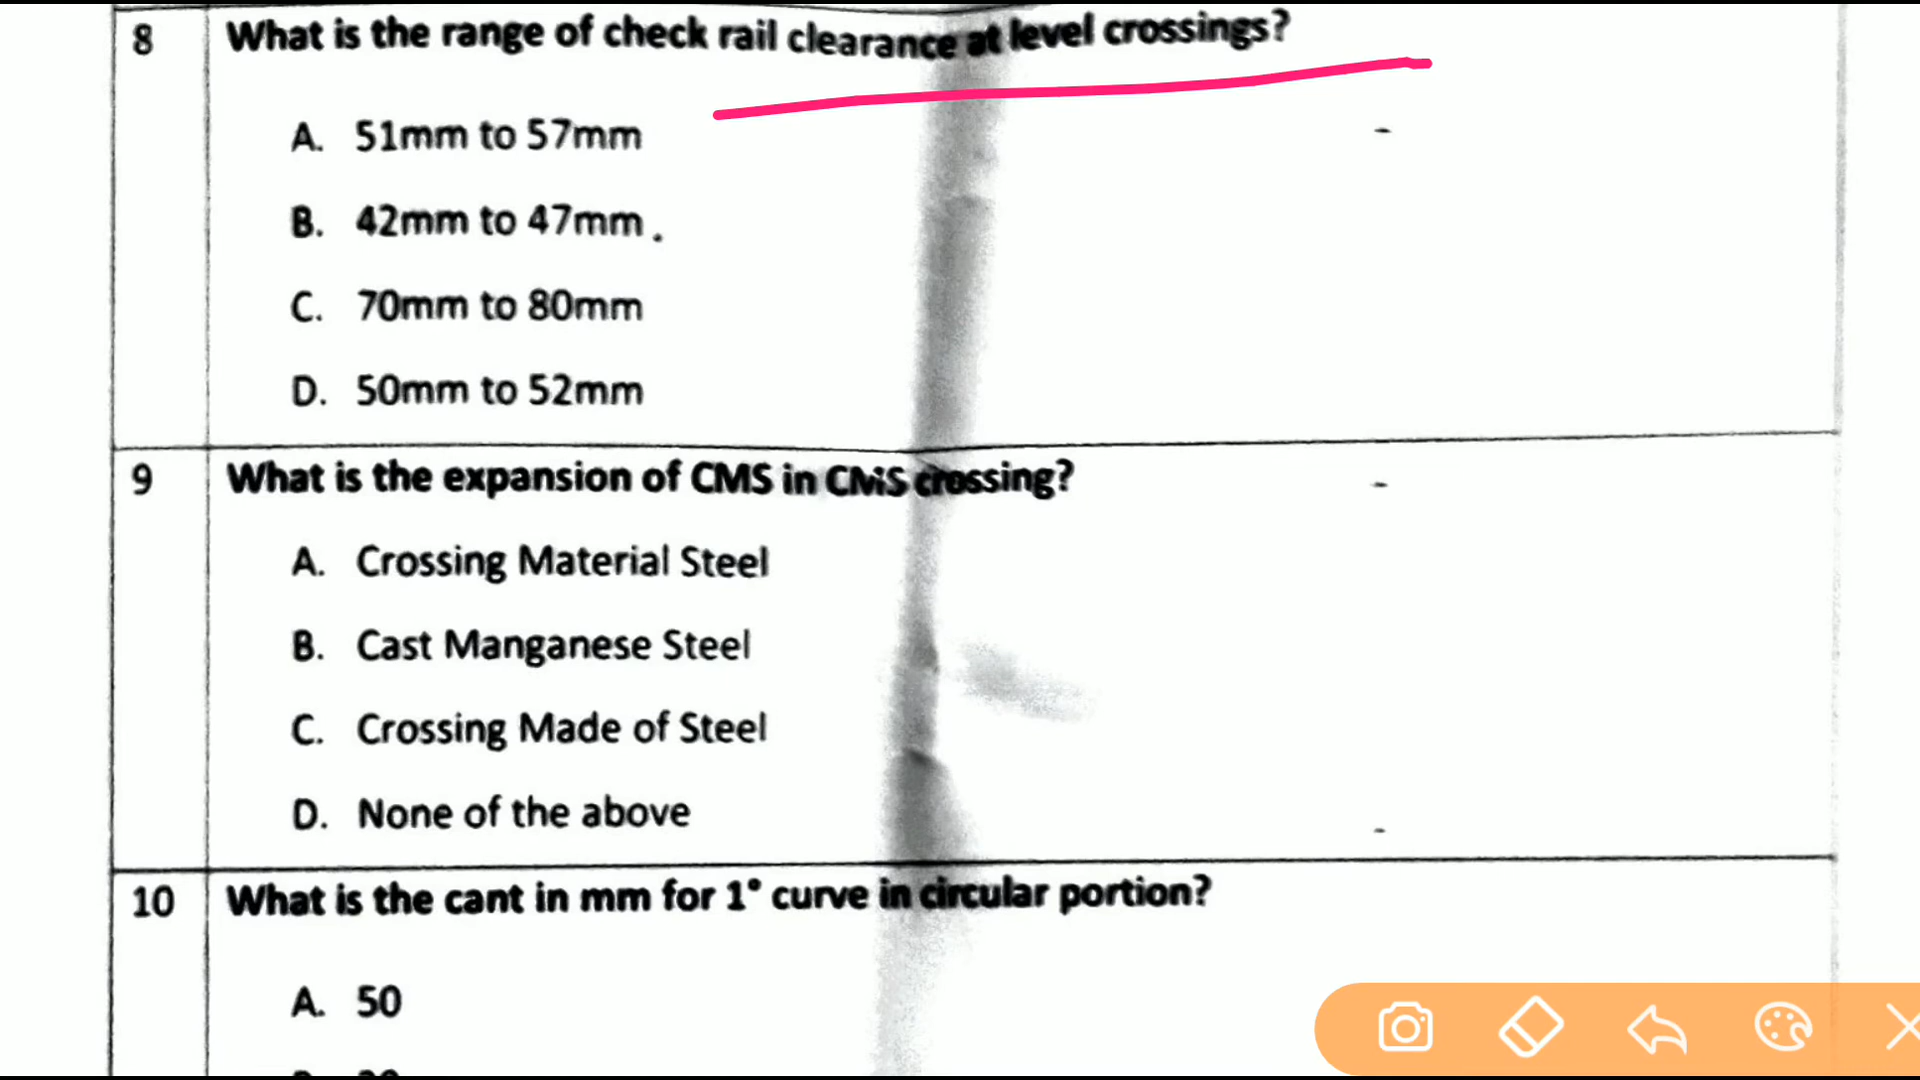 8 What is the range of check rail clearance at level crossings?
A. 51mm to 57mm
B. 42mm to 47mm.
C. 70mm to 80mm
D. 50mm to 52mm
9 What is the expansion of CMS in CMS crossing?
A. Crossing Material Steel
B. Cast Manganese Steel
C. Crossing Made of Steel
D. None of the above
10 What is the cant in mm for 1° curve in circular portion?
A. 50